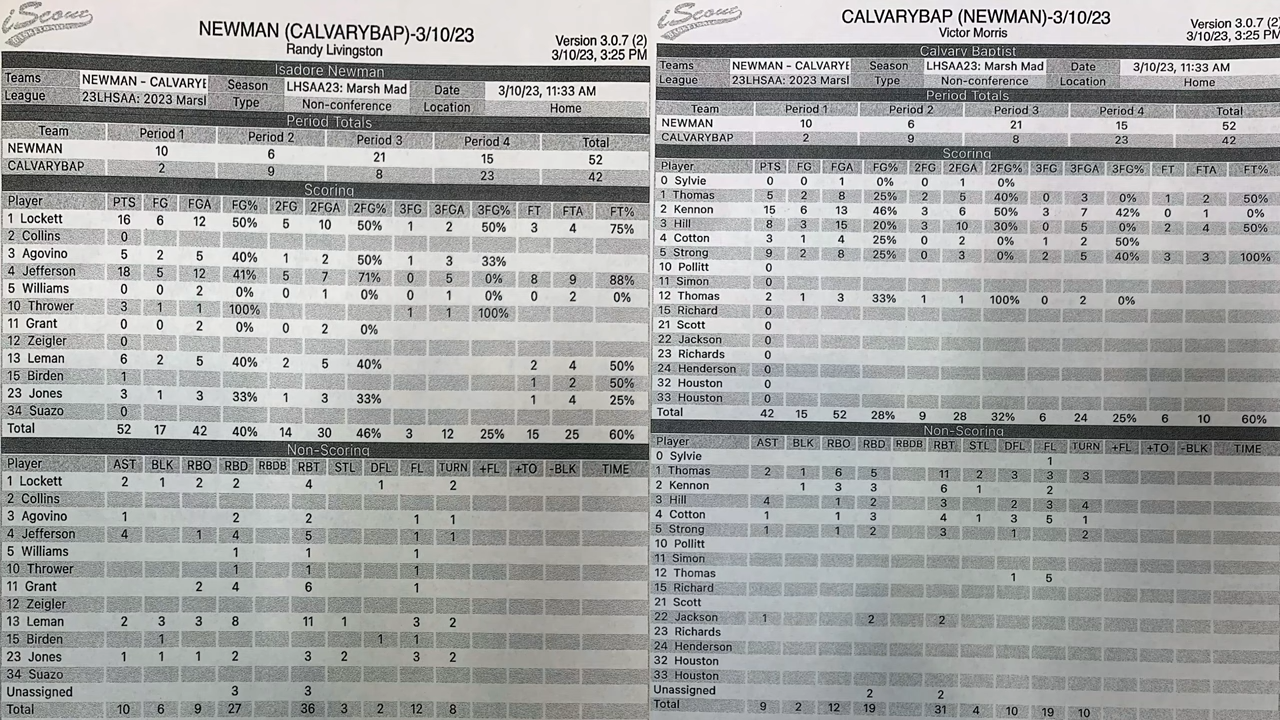 iScout
BASKETBALL
NEWMAN (CALVARYBAP)-3/10/23
Randy Livingston
Version 3.0.7 (2)
3/10/23, 3:25 PM
Isadore Newman
Teams NEWMAN - CALVARYE Season LHSAA23: Marsh Mad Date 3/10/23, 11:33 AM
League 23LHSAA: 2023 Marsl Type Non-conference Location Home
Period Totals
Team Period 1 Period 2 Period 3 Period 4 Total
NEWMAN 10 6 21 15 52
CALVARYBAP 2 9 8 23 42
Scoring
Player PTS FG FGA FG% 2FG 2FGA 2FG% 3FG 3FGA 3FG% FT FTA FT%
1 Lockett 16 6 12 50% 5 10 50% 1 2 50% 3 4 75%
2 Collins 0
3 Agovino 5 2 5 40% 1 2 50% 1 3 33%
4 Jefferson 18 5 12 41% 5 7 71% 0 5 0% 8 9 88%
5 Williams 0 0 2 0% 0 1 0% 0 1 0% 0 2 0%
10 Thrower 3 1 1 100% 1 1 100%
11 Grant 0 0 2 0% 0 2 0%
12 Zeigler 0
13 Leman 6 2 5 40% 2 5 40% 2 4 50%
15 Birden 1 1 2 50%
23 Jones 3 1 3 33% 1 3 33% 1 4 25%
34 Suazo 0
Total 52 17 42 40% 14 30 46% 3 12 25% 15 25 60%
Non-Scoring
Player AST BLK RBO RBD RBDB RBT STL DFL FL TURN +FL +TO -BLK TIME
1 Lockett 2 1 2 2 4 1 2
2 Collins
3 Agovino 1 2 2 1 1
4 Jefferson 4 1 4 5 1 1
5 Williams 1 1 1
10 Thrower 1 1 1
11 Grant 2 4 6 1
12 Zeigler
13 Leman 2 3 3 8 11 1 3 2
15 Birden 1 1 1
23 Jones 1 1 1 2 3 2 3 2
34 Suazo
Unassigned 3 3
Total 10 6 9 27 36 3 2 12 8
iScout
BASKETBALL
CALVARYBAP (NEWMAN)-3/10/23
Victor Morris
Version 3.0.7 (2)
3/10/23, 3:25 PM
Calvary Baptist
Teams NEWMAN - CALVARYE Season LHSAA23: Marsh Mad Date 3/10/23, 11:33 AM
League 23LHSAA: 2023 Marsl Type Non-conference Location Home
Period Totals
Team Period 1 Period 2 Period 3 Period 4 Total
NEWMAN 10 6 21 15 52
CALVARYBAP 2 9 8 23 42
Scoring
Player PTS FG FGA FG% 2FG 2FGA 2FG% 3FG 3FGA 3FG% FT FTA FT%
0 Sylvie 0 0 1 0% 0 1 0%
1 Thomas 5 2 8 25% 2 5 40% 0 3 0% 1 2 50%
2 Kennon 15 6 13 46% 3 6 50% 3 7 42% 0 1 0%
3 Hill 8 3 15 20% 3 10 30% 0 5 0% 2 4 50%
4 Cotton 3 1 4 25% 0 2 0% 1 2 50%
5 Strong 9 2 8 25% 0 3 0% 2 5 40% 3 3 100%
10 Pollitt 0
11 Simon 0
12 Thomas 2 1 3 33% 1 1 100% 0 2 0%
15 Richard 0
21 Scott 0
22 Jackson 0
23 Richards 0
24 Henderson 0
32 Houston 0
33 Houston 0
Total 42 15 52 28% 9 28 32% 6 24 25% 6 10 60%
Non-Scoring
Player AST BLK RBO RBD RBDB RBT STL DFL FL TURN +FL +TO -BLK TIME
0 Sylvie 1
1 Thomas 2 1 6 5 11 2 3 3 3
2 Kennon 1 3 3 6 1 2
3 Hill 4 1 2 3 2 3 4
4 Cotton 1 1 3 4 1 3 5 1
5 Strong 1 1 2 3 1 2
10 Pollitt
11 Simon
12 Thomas 1 5
15 Richard
21 Scott
22 Jackson 1 2 2
23 Richards
24 Henderson
32 Houston
33 Houston
Unassigned 2 2
Total 9 2 12 19 31 4 10 19 10